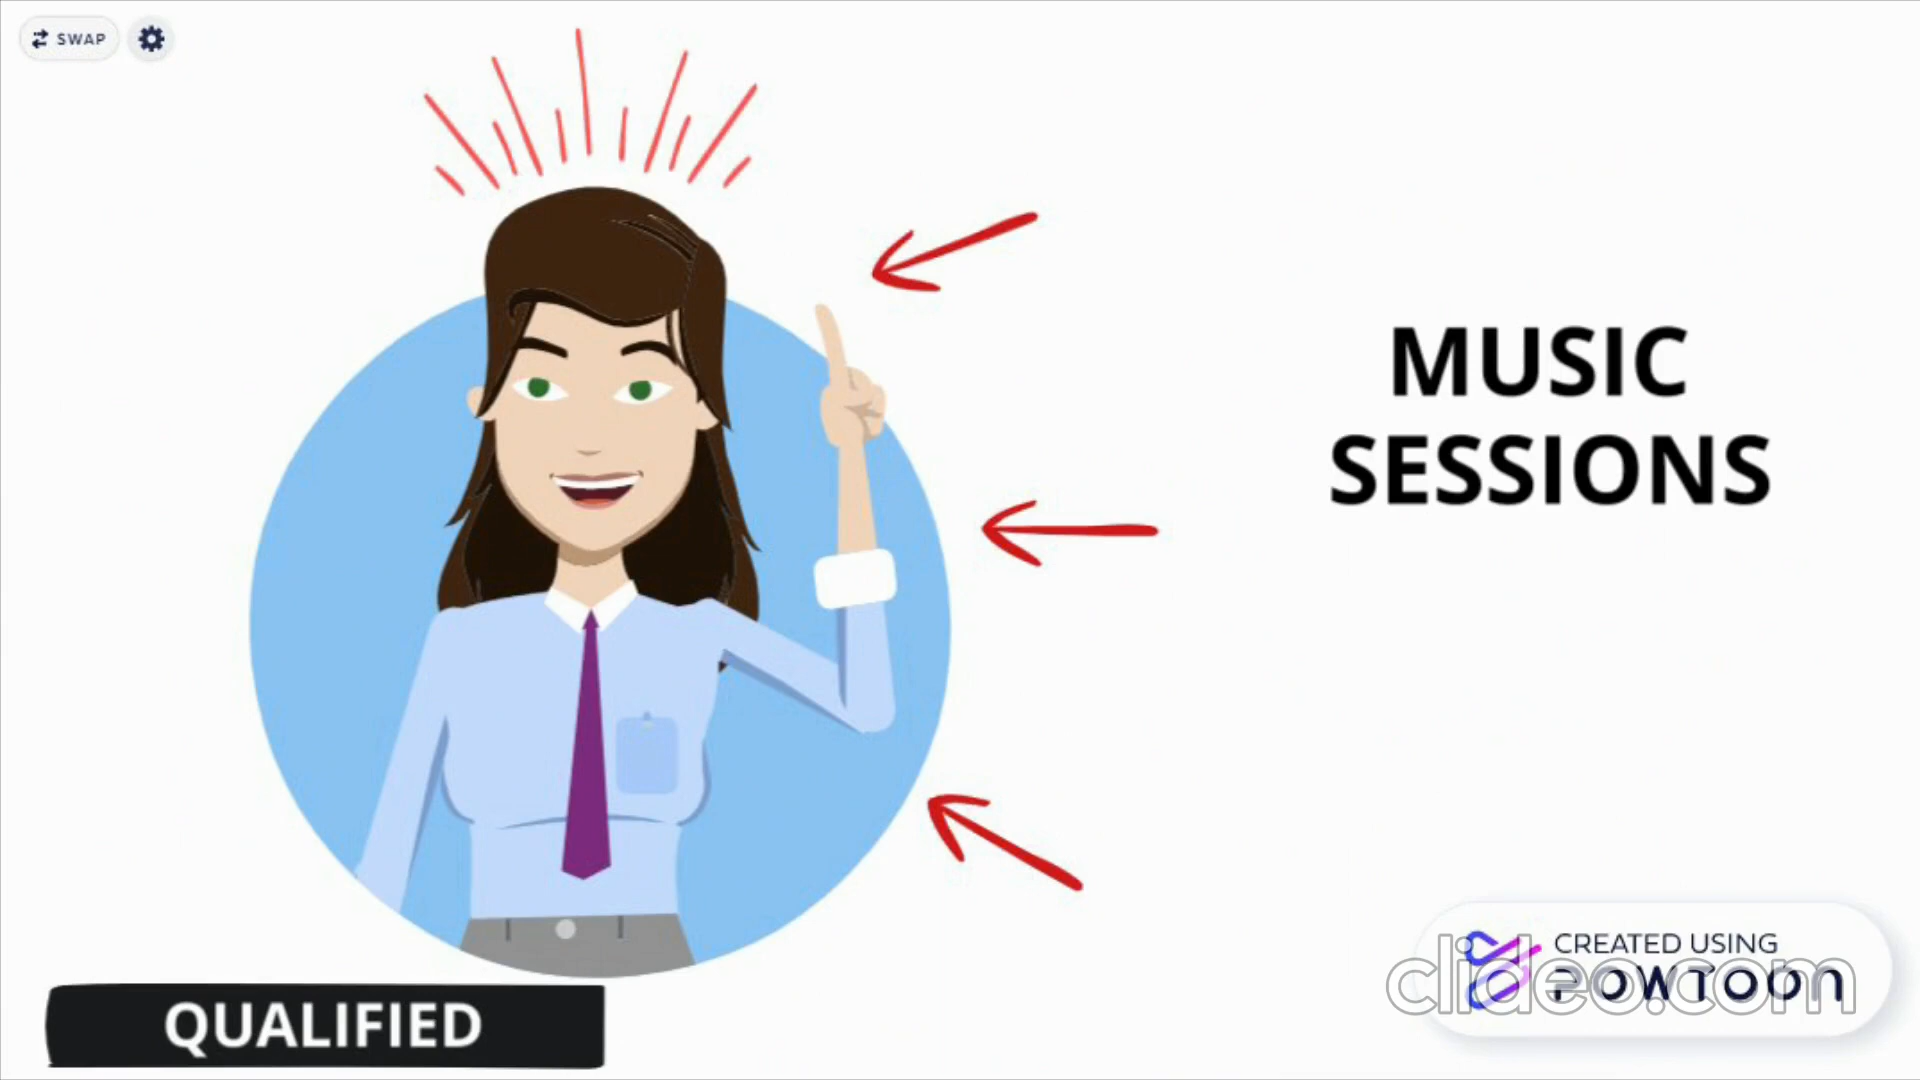 SWAP
MUSIC
SESSIONS
QUALIFIED
CREATED USING
POWTOON
clideo.com